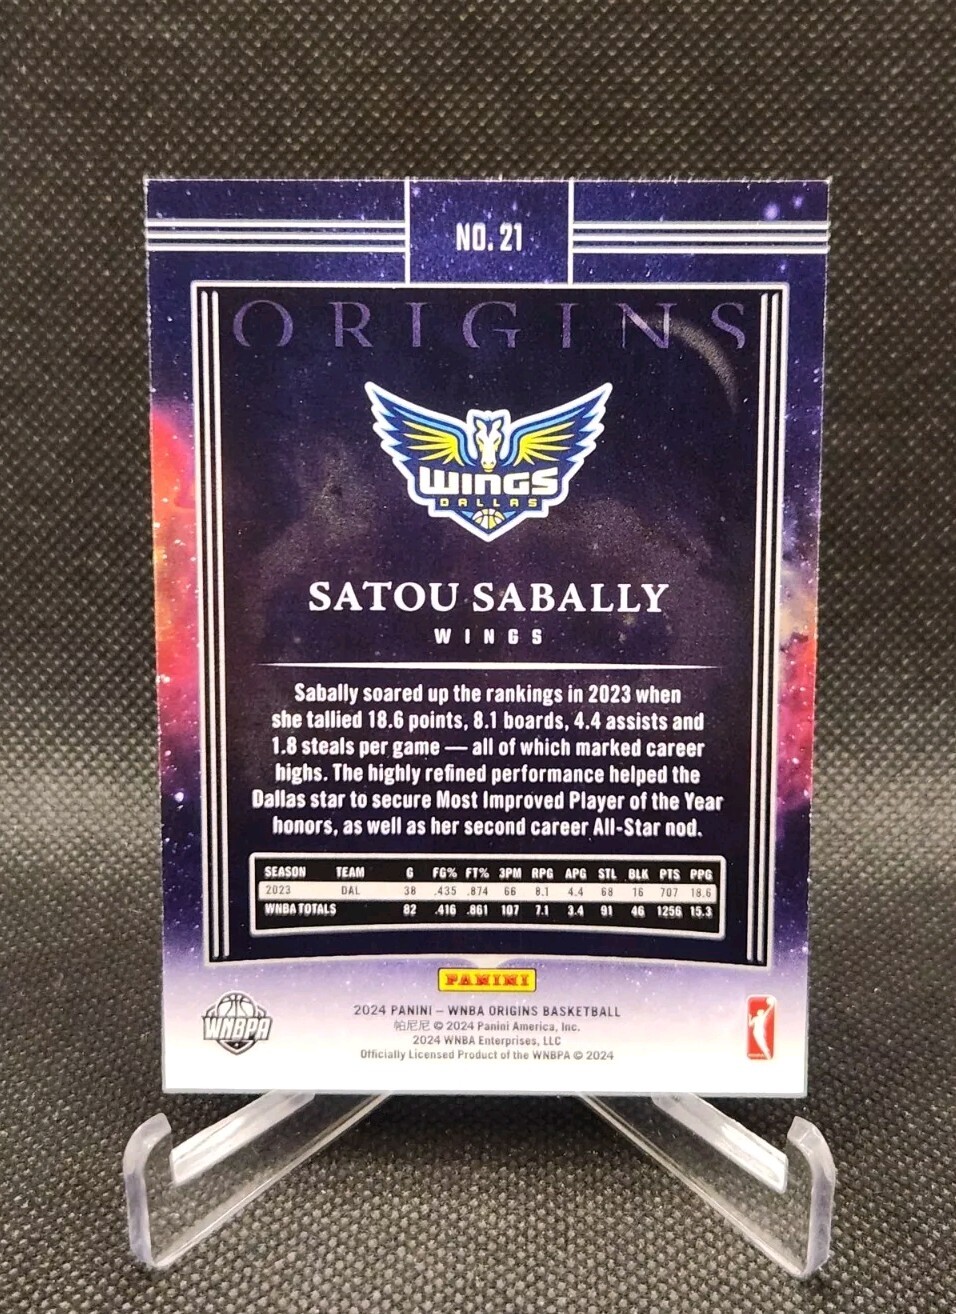 NO. 21
ORIGINS
WINGS
DALLAS
SATOU SABALLY
WINGS
Sabally soared up the rankings in 2023 when
she tallied 18.6 points, 8.1 boards, 4.4 assists and
1.8 steals per game — all of which marked career
highs. The highly refined performance helped the
Dallas star to secure Most Improved Player of the Year
honors, as well as her second career All-Star nod.
SEASON TEAM G FG% FT% 3PM RPG APG STL BLK PTS PPG
2023 DAL 38 .435 .874 66 8.1 4.4 68 16 707 18.6
WNBA TOTALS 82 .416 .861 107 7.1 3.4 91 46 1256 15.3
PANINI
WNBPA
2024 PANINI – WNBA ORIGINS BASKETBALL
帕尼尼 © 2024 Panini America, Inc.
2024 WNBA Enterprises, LLC
Officially Licensed Product of the WNBPA © 2024